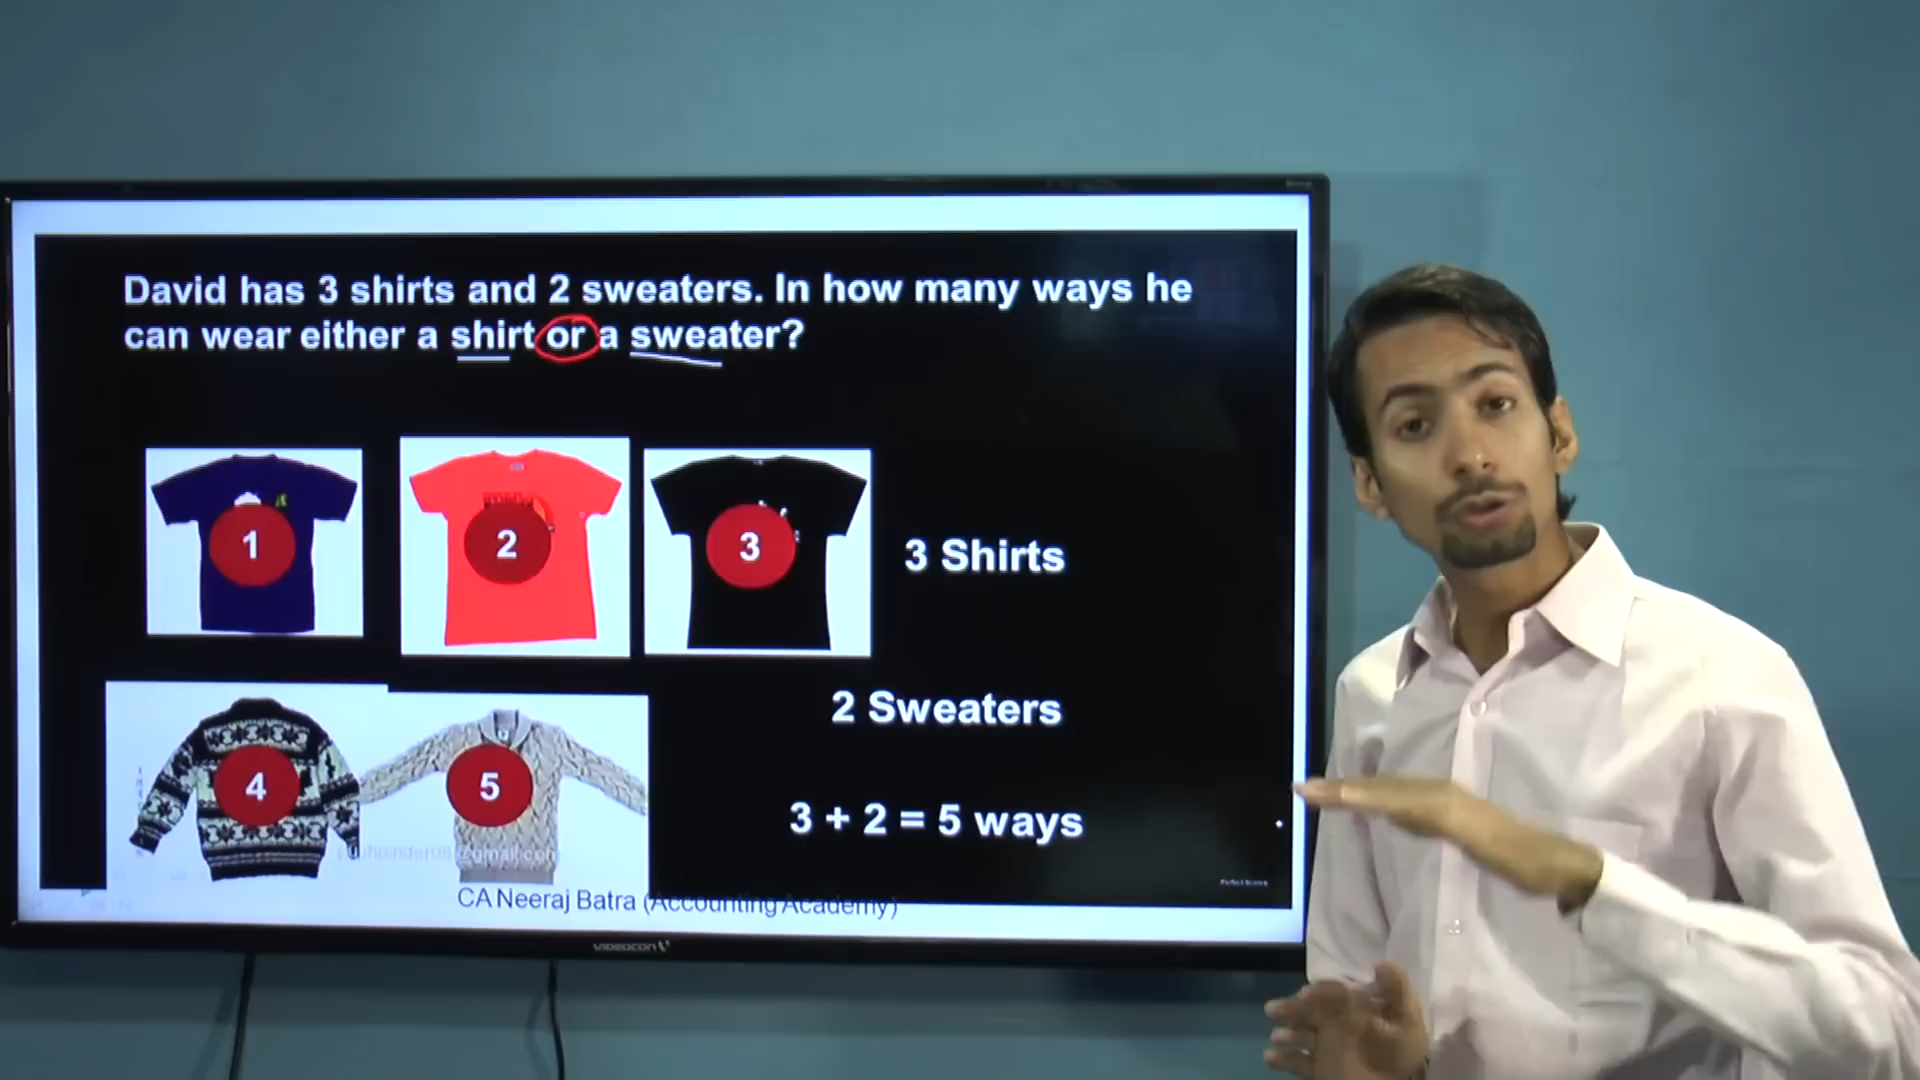 David has 3 shirts and 2 sweaters. In how many ways he
can wear either a shirt or a sweater?
1
2
3
3 Shirts
2 Sweaters
4
5
3 + 2 = 5 ways
CA Neeraj Batra (Accounting Academy)
VIDEOCON